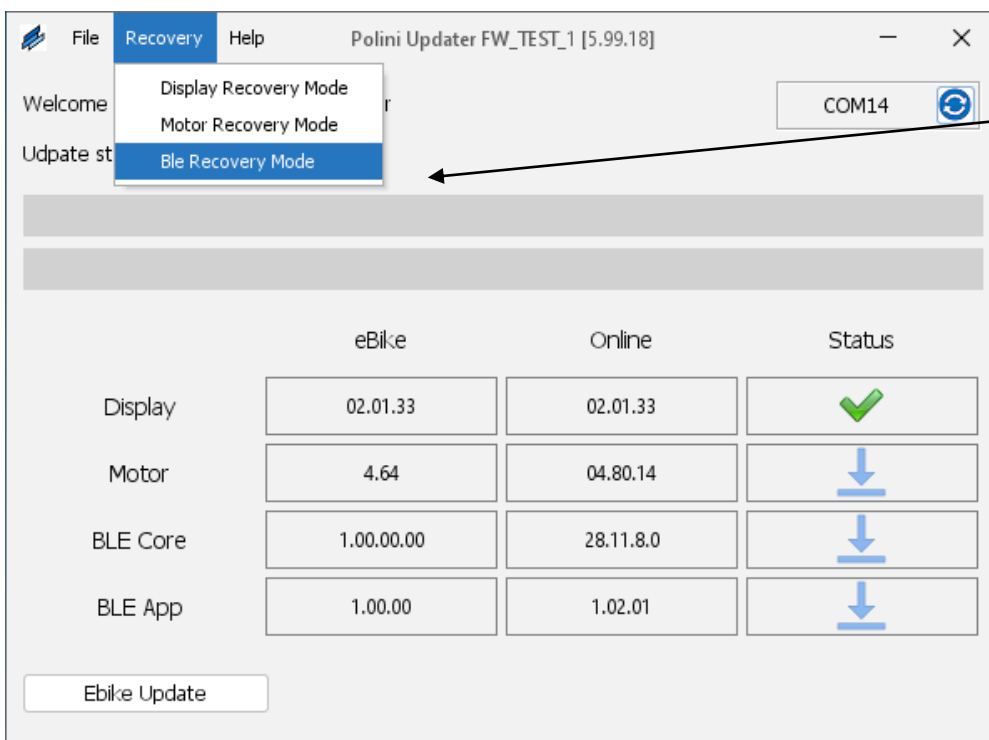 File Recovery Help Polini Updater FW_TEST_1 [5.99.18]
Display Recovery Mode
Welcome r COM14
Motor Recovery Mode
Udpate st
Ble Recovery Mode
eBike Online Status
Display 02.01.33 02.01.33
Motor 4.64 04.80.14
BLE Core 1.00.00.00 28.11.8.0
BLE App 1.00.00 1.02.01
Ebike Update